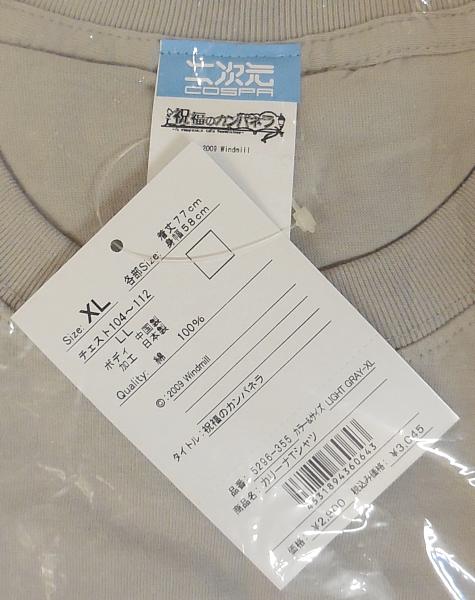 二次元
COSPA
祝福のカンパネラ
2009 Windmill
Size: XL
各部Size: 着丈77cm
身幅58cm
チェスト104～112
LL
ボディ 中国製
加工 日本製
Quality: 綿 100%
©:2009 Windmill
タイトル:祝福のカンパネラ
品番: 5296-355 カラー&サイズ LIGHT GRAY-XL
商品名: カリーナTシャツ
4531894360643
価格: ¥2,900 税込み価格: ¥3,045